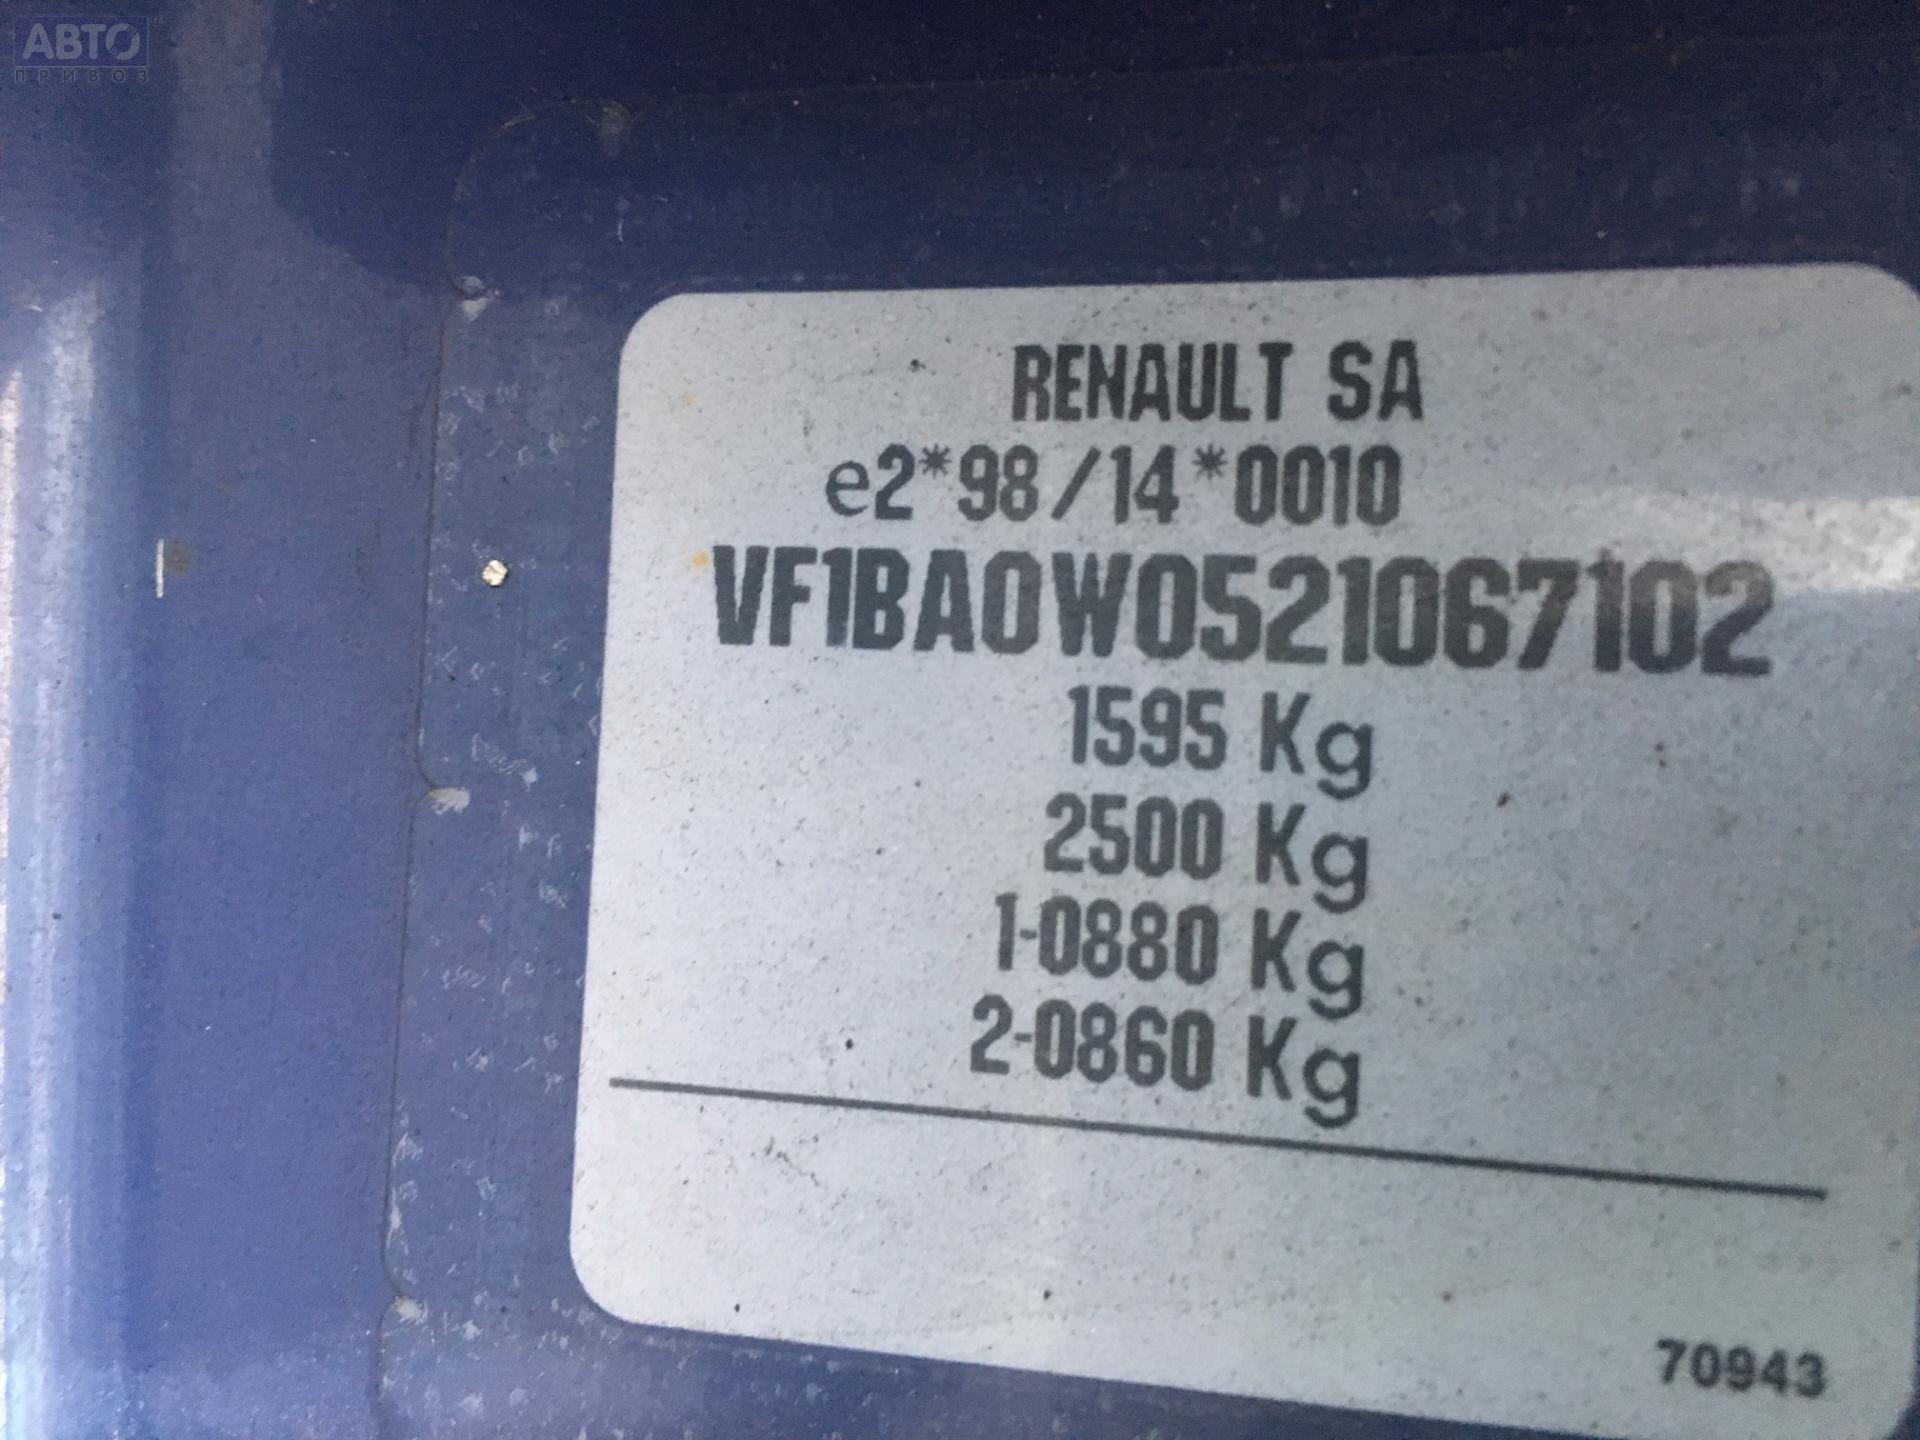 АВТО
ПРИВОЗ
RENAULT SA
e2*98/14*0010
VF1BA0W0521067102
1595 Kg
2500 Kg
1-0880 Kg
2-0860 Kg
70943